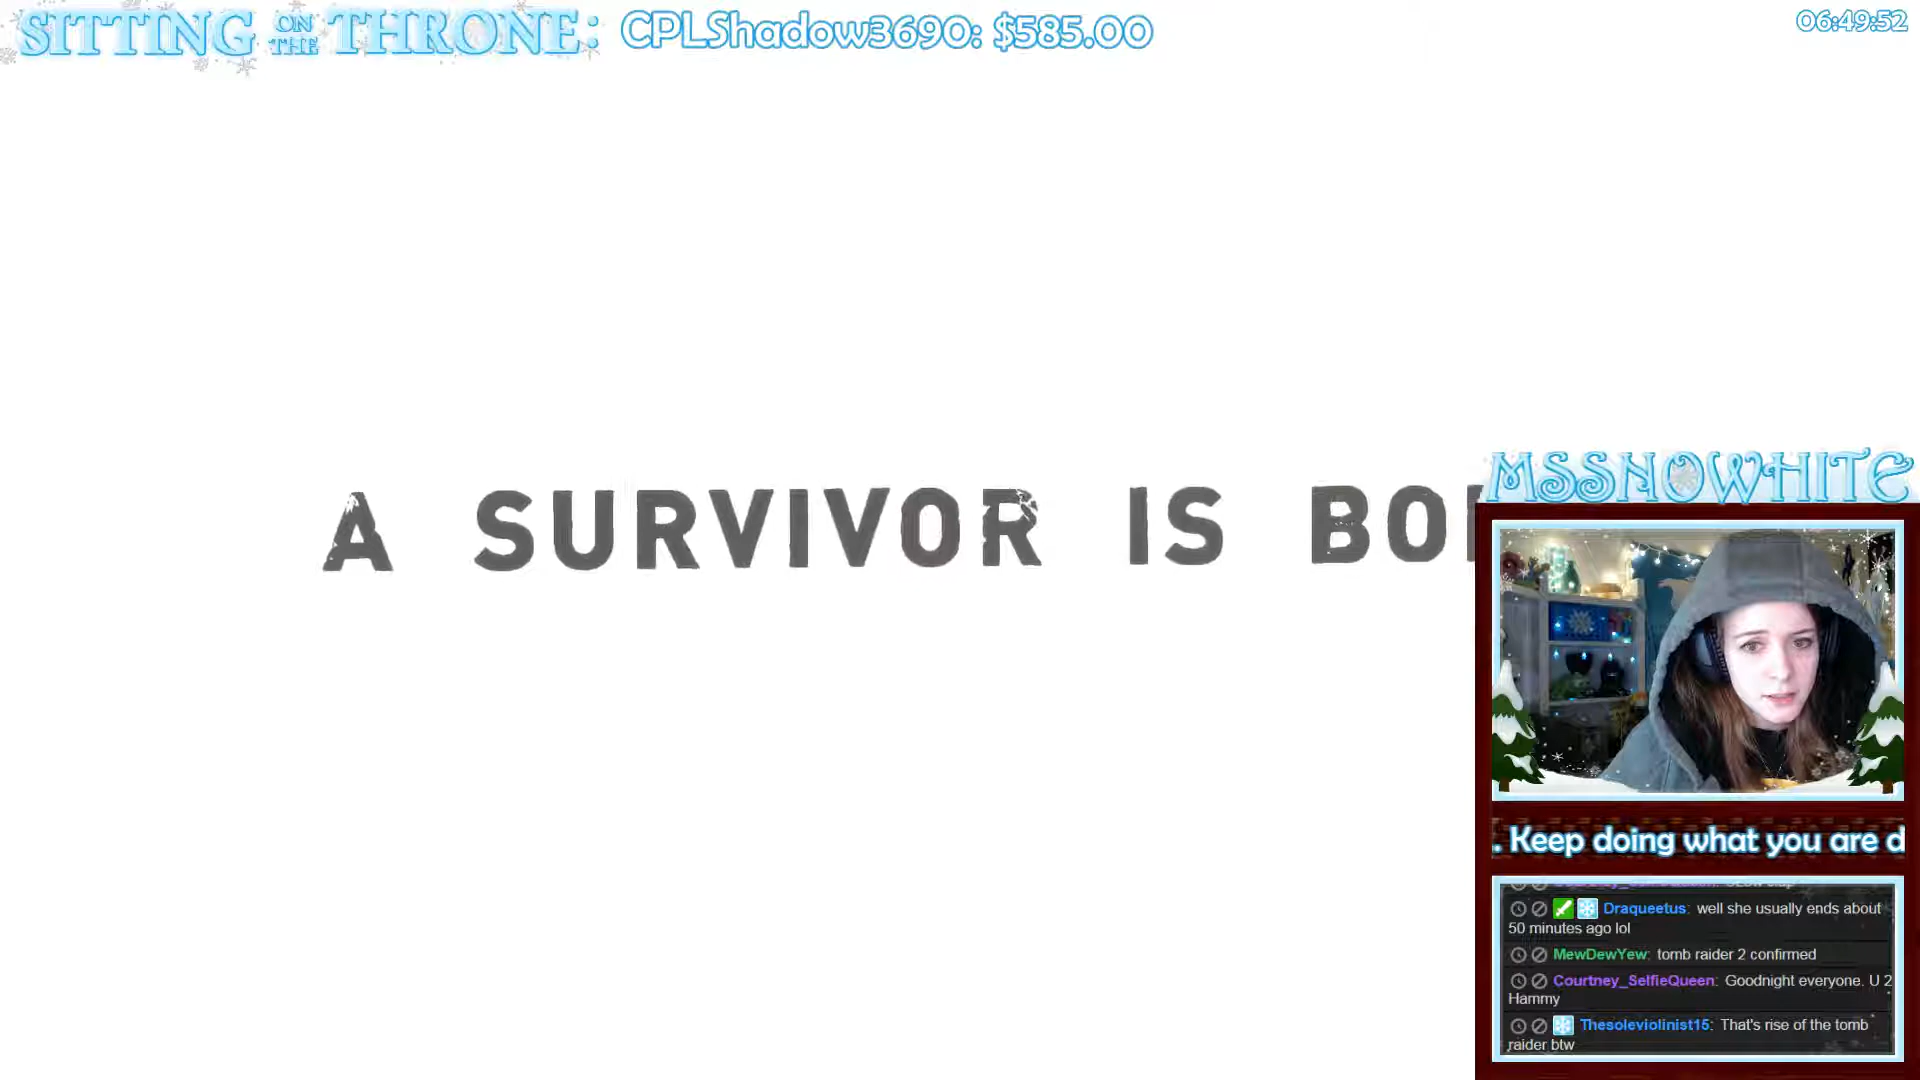 SITTING ON THE THRONE: CPLShadow3690: $585.00
06:49:52
A SURVIVOR IS BO
MSSNOWHITE
. Keep doing what you are d
Draqueetus: well she usually ends about
50 minutes ago lol
MewDewYew: tomb raider 2 confirmed
Courtney_SelfieQueen: Goodnight everyone. U 2
Hammy
Thesoleviolinist15: That's rise of the tomb
raider btw